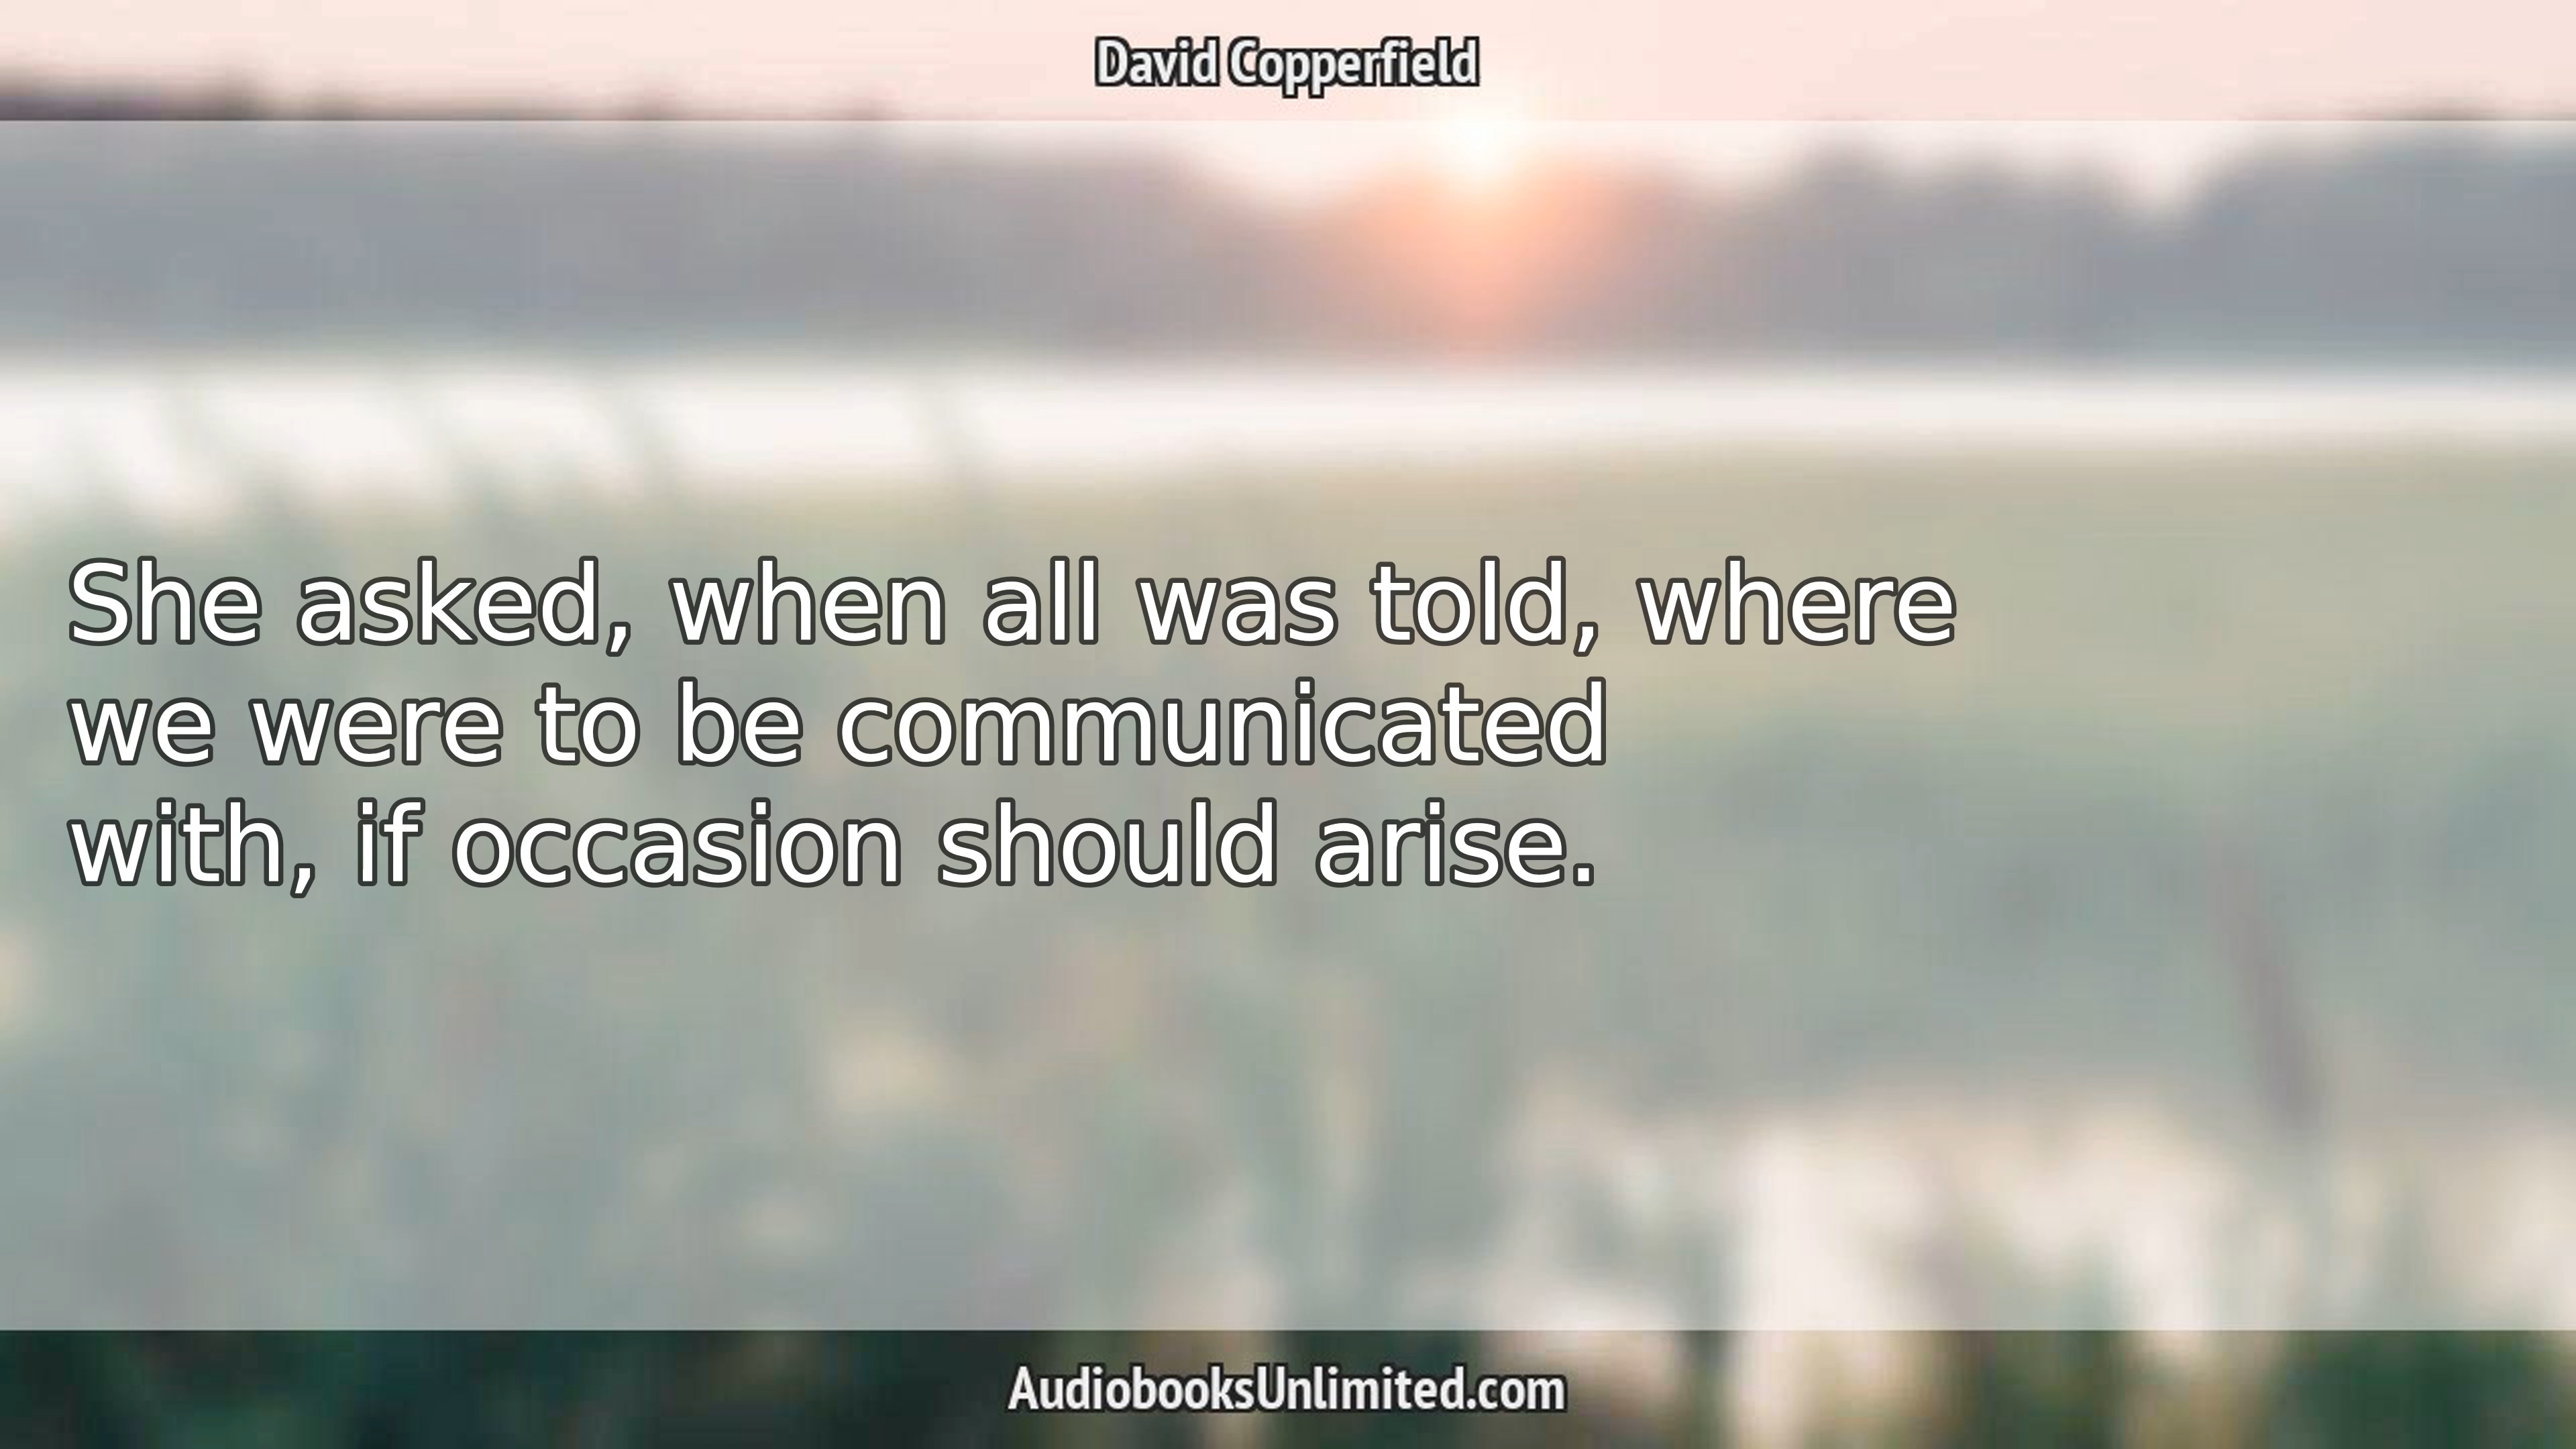 David Copperfield
She asked, when all was told, where
we were to be communicated
with, if occasion should arise.
AudiobooksUnlimited.com